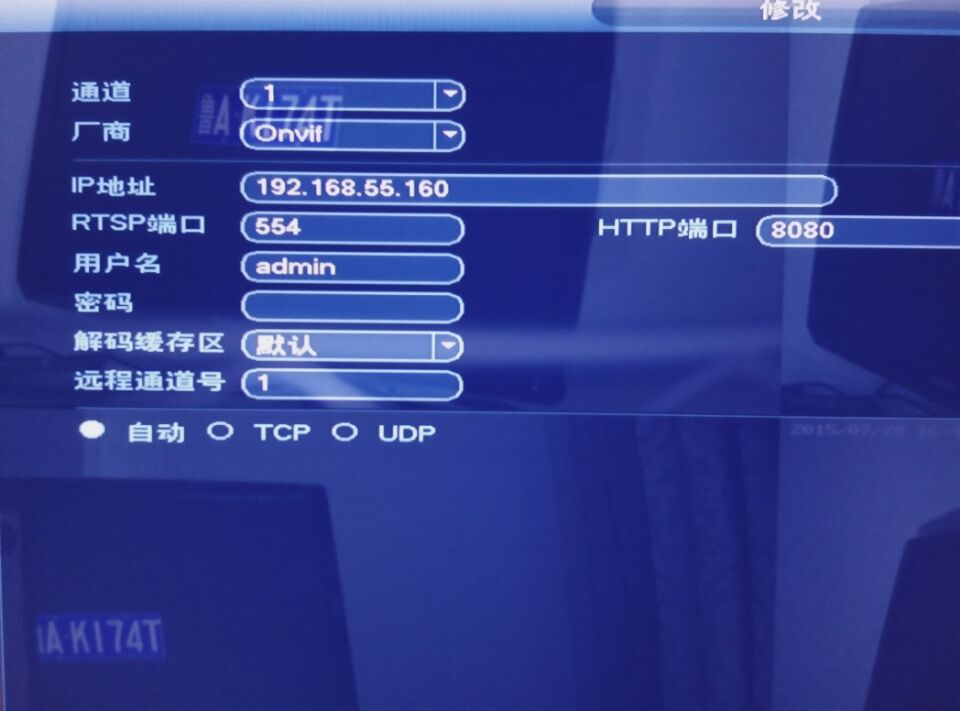 修改
通道 1
厂商 Onvif
IP地址 192.168.55.160
RTSP端口 554 HTTP端口 8080
用户名 admin
密码
解码缓存区 默认
远程通道号 1
自动 TCP UDP
A·K174T
A·K174T